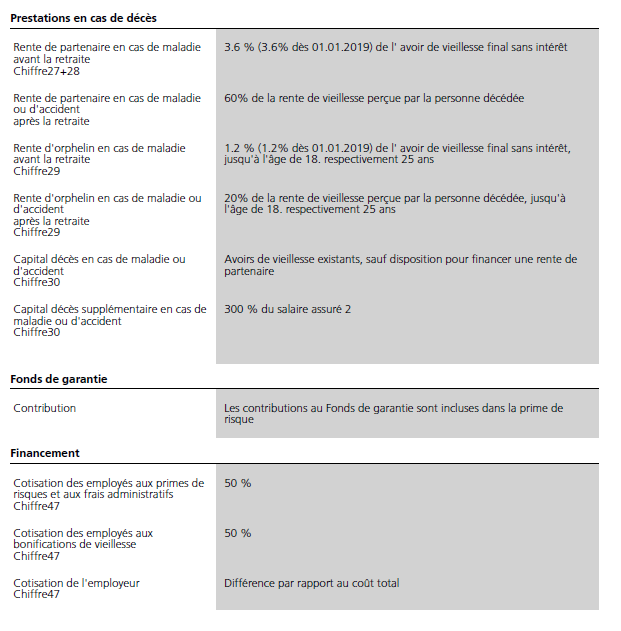 Prestations en cas de décès
Rente de partenaire en cas de maladie
avant la retraite
Chiffre27+28
3.6 % (3.6% dès 01.01.2019) de l' avoir de vieillesse final sans intérêt
Rente de partenaire en cas de maladie
ou d'accident
après la retraite
60% de la rente de vieillesse perçue par la personne décédée
Rente d'orphelin en cas de maladie
avant la retraite
Chiffre29
1.2 % (1.2% dès 01.01.2019) de l' avoir de vieillesse final sans intérêt,
jusqu'à l'âge de 18. respectivement 25 ans
Rente d'orphelin en cas de maladie ou
d'accident
après la retraite
Chiffre29
20% de la rente de vieillesse perçue par la personne décédée, jusqu'à
l'âge de 18. respectivement 25 ans
Capital décès en cas de maladie ou
d'accident
Chiffre30
Avoirs de vieillesse existants, sauf disposition pour financer une rente de
partenaire
Capital décès supplémentaire en cas de
maladie ou d'accident
Chiffre30
300 % du salaire assuré 2
Fonds de garantie
Contribution
Les contributions au Fonds de garantie sont incluses dans la prime de
risque
Financement
Cotisation des employés aux primes de
risques et aux frais administratifs
Chiffre47
50 %
Cotisation des employés aux
bonifications de vieillesse
Chiffre47
50 %
Cotisation de l'employeur
Chiffre47
Différence par rapport au coût total